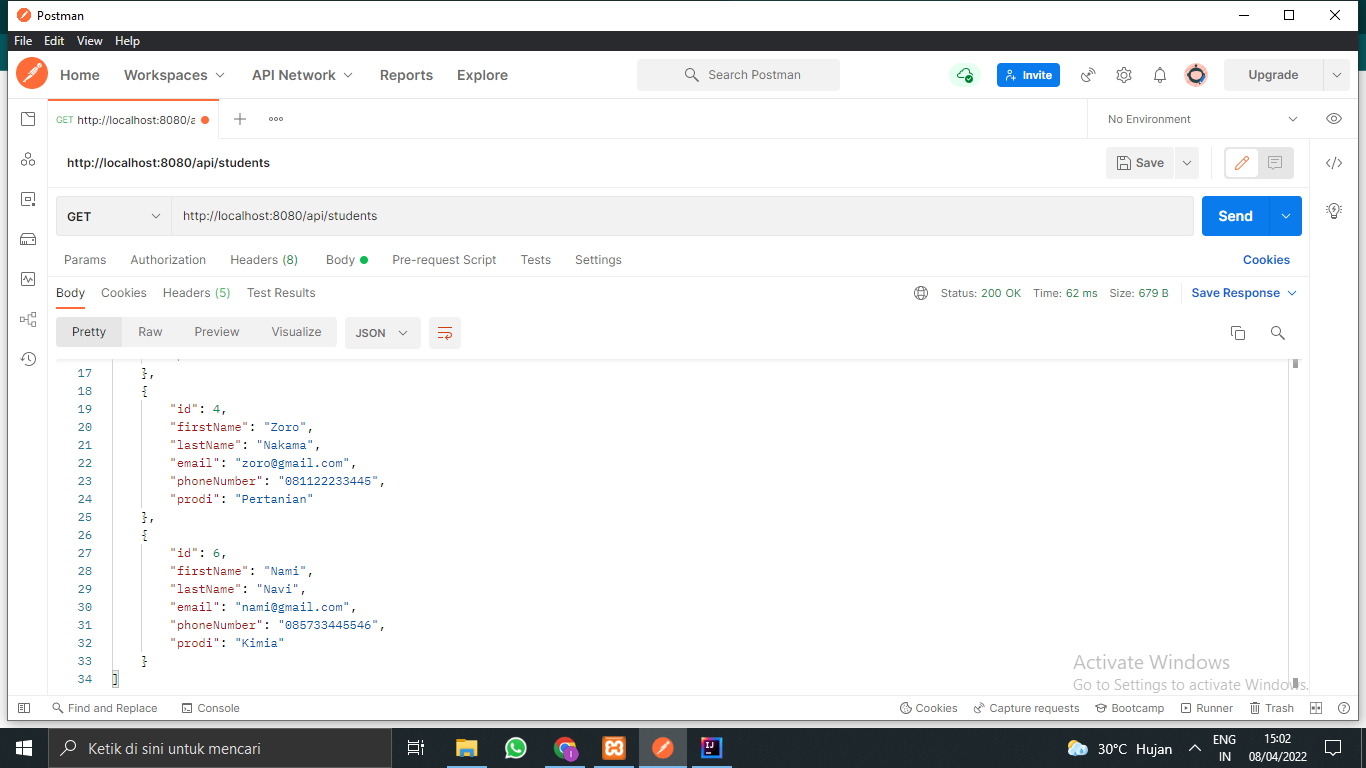 Postman
File Edit View Help
Home Workspaces API Network Reports Explore Search Postman Invite Upgrade
GET http://localhost:8080/a No Environment
http://localhost:8080/api/students Save
GET http://localhost:8080/api/students Send
Params Authorization Headers (8) Body Pre-request Script Tests Settings Cookies
Body Cookies Headers (5) Test Results Status: 200 OK Time: 62 ms Size: 679 B Save Response
Pretty Raw Preview Visualize JSON
17 },
18 {
19 "id": 4,
20 "firstName": "Zoro",
21 "lastName": "Nakama",
22 "email": "zoro@gmail.com",
23 "phoneNumber": "081122233445",
24 "prodi": "Pertanian"
25 },
26 {
27 "id": 6,
28 "firstName": "Nami",
29 "lastName": "Navi",
30 "email": "nami@gmail.com",
31 "phoneNumber": "085733445546",
32 "prodi": "Kimia"
33 }
34 ]
Activate Windows
Go to Settings to activate Windows.
Find and Replace Console Cookies Capture requests Bootcamp Runner Trash
Ketik di sini untuk mencari 30°C Hujan
ENG
IN
15:02
08/04/2022